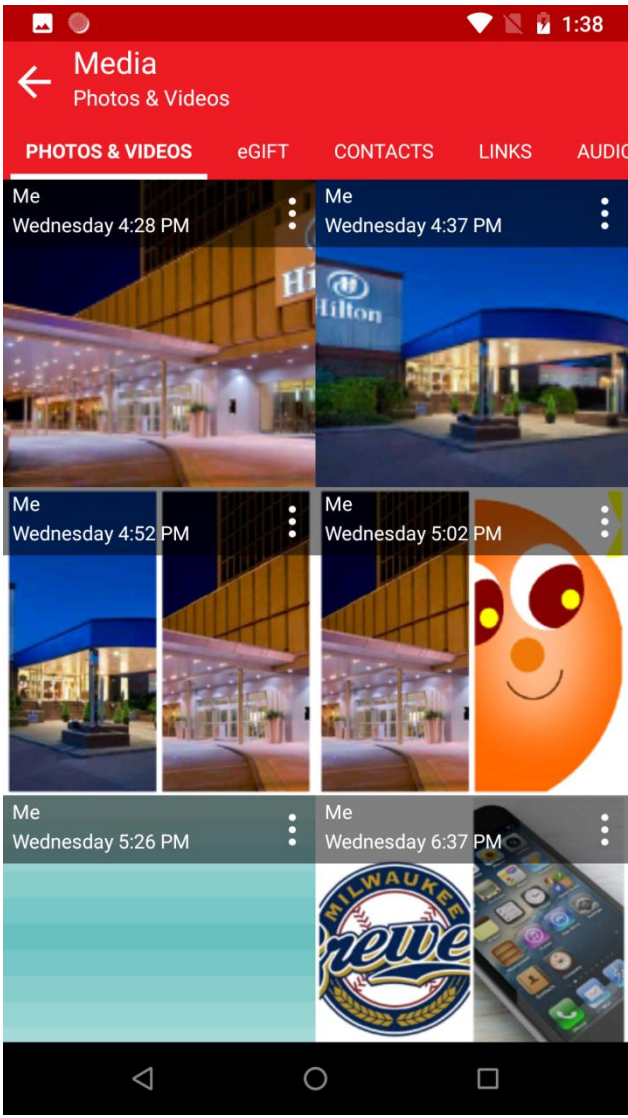 1:38
Media
Photos & Videos
PHOTOS & VIDEOS eGIFT CONTACTS LINKS AUDIO
Me
Wednesday 4:28 PM
Me
Wednesday 4:37 PM
Hi
Hilton
Me
Wednesday 4:52 PM
Me
Wednesday 5:02 PM
Me
Wednesday 5:26 PM
Me
Wednesday 6:37 PM
MILWAUKEE
rewe